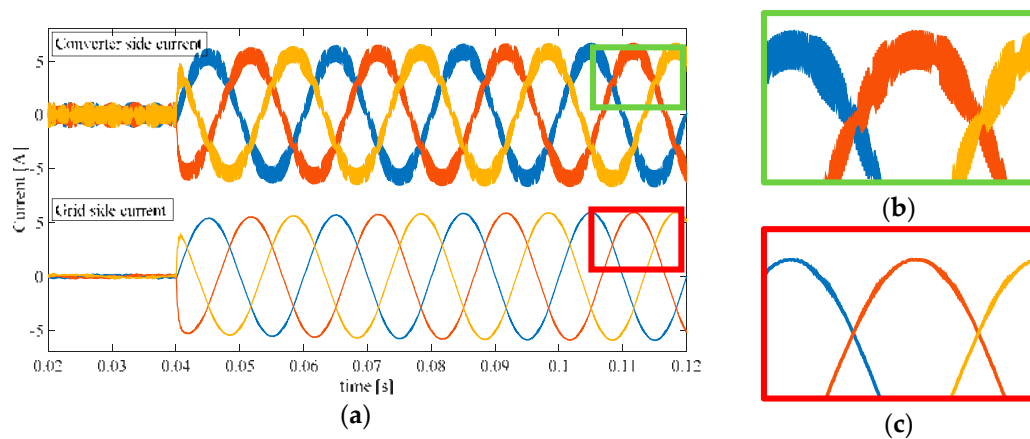 Converter side current
5
0
-5
Current [A]
Grid side current
5
0
-5
0.02 0.03 0.04 0.05 0.06 0.07 0.08 0.09 0.1 0.11 0.12
time [s]
(a)
(b)
(c)